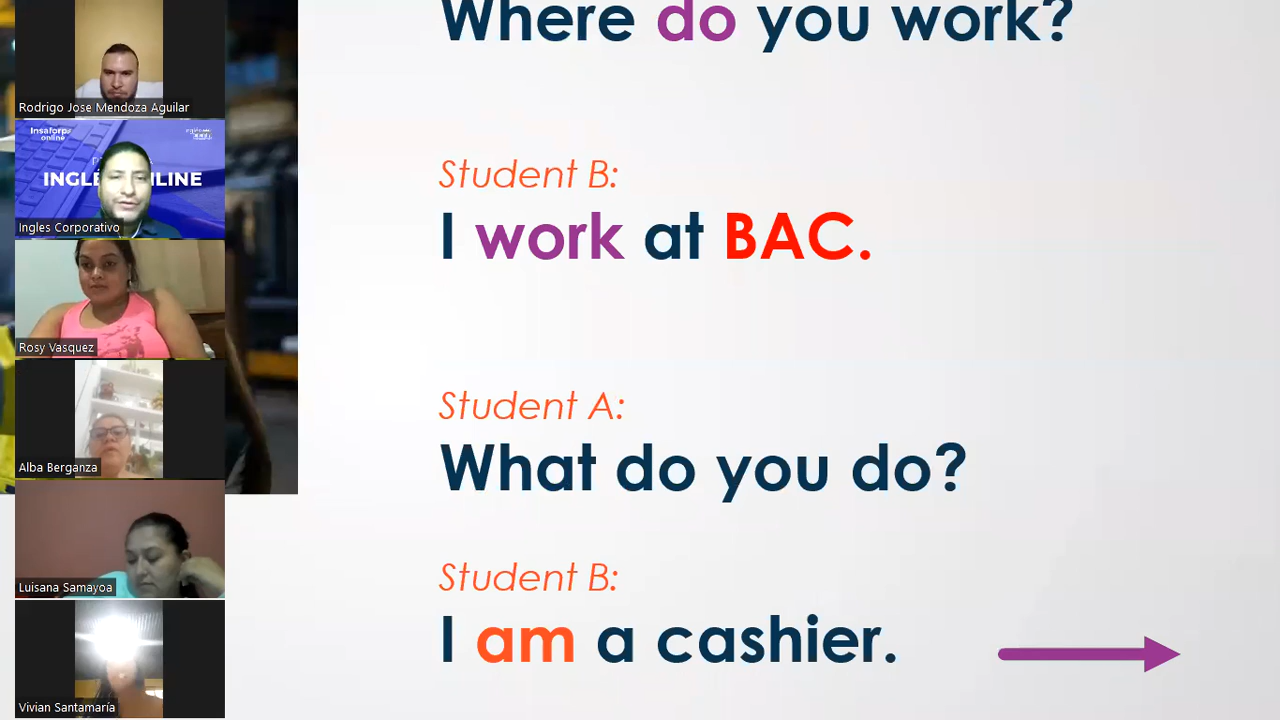 Where do you work?
Student B:
I work at BAC.
Student A:
What do you do?
Student B:
I am a cashier.
Rodrigo Jose Mendoza Aguilar
Insaforp
online
Ingles Corporativo
Rosy Vasquez
Alba Berganza
Luisana Samayoa
Vivian Santamaría